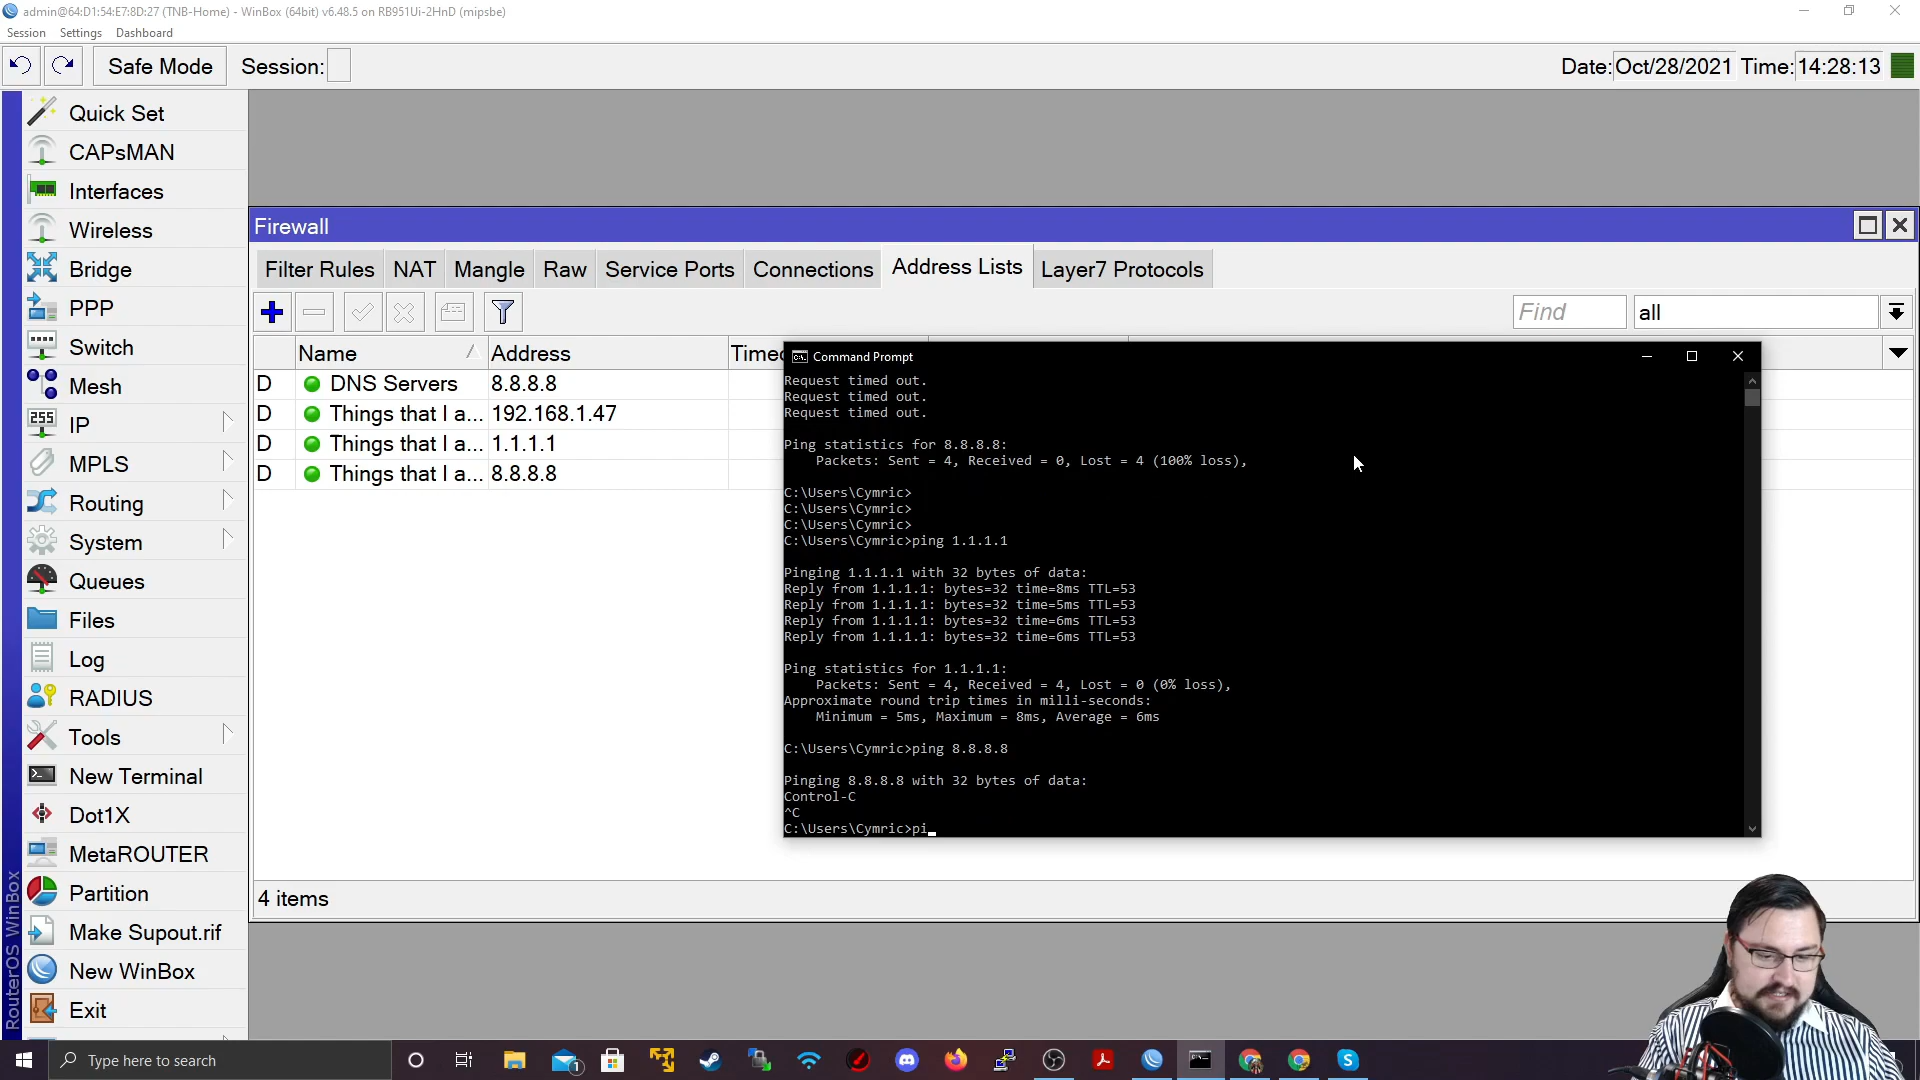 admin@64:D1:54:E7:8D:27 (TNB-Home) - WinBox (64bit) v6.48.5 on RB951Ui-2HnD (mipsbe)
Session Settings Dashboard
Safe Mode Session: Date: Oct/28/2021 Time: 14:28:13
Quick Set
CAPsMAN
Interfaces
Wireless
Bridge
PPP
Switch
Mesh
255 IP
MPLS
Routing
System
Queues
Files
Log
RADIUS
Tools
New Terminal
Dot1X
MetaROUTER
Partition
Make Supout.rif
New WinBox
Exit
RouterOS WinBox
Firewall
Filter Rules NAT Mangle Raw Service Ports Connections Address Lists Layer7 Protocols
Find all
Name Address Timeo
D DNS Servers 8.8.8.8
D Things that I a... 192.168.1.47
D Things that I a... 1.1.1.1
D Things that I a... 8.8.8.8
4 items
Command Prompt
Request timed out.
Request timed out.
Request timed out.
Ping statistics for 8.8.8.8:
Packets: Sent = 4, Received = 0, Lost = 4 (100% loss),
C:\Users\Cymric>
C:\Users\Cymric>
C:\Users\Cymric>
C:\Users\Cymric>ping 1.1.1.1
Pinging 1.1.1.1 with 32 bytes of data:
Reply from 1.1.1.1: bytes=32 time=8ms TTL=53
Reply from 1.1.1.1: bytes=32 time=5ms TTL=53
Reply from 1.1.1.1: bytes=32 time=6ms TTL=53
Reply from 1.1.1.1: bytes=32 time=6ms TTL=53
Ping statistics for 1.1.1.1:
Packets: Sent = 4, Received = 4, Lost = 0 (0% loss),
Approximate round trip times in milli-seconds:
Minimum = 5ms, Maximum = 8ms, Average = 6ms
C:\Users\Cymric>ping 8.8.8.8
Pinging 8.8.8.8 with 32 bytes of data:
Control-C
^C
C:\Users\Cymric>pi_
Type here to search
1